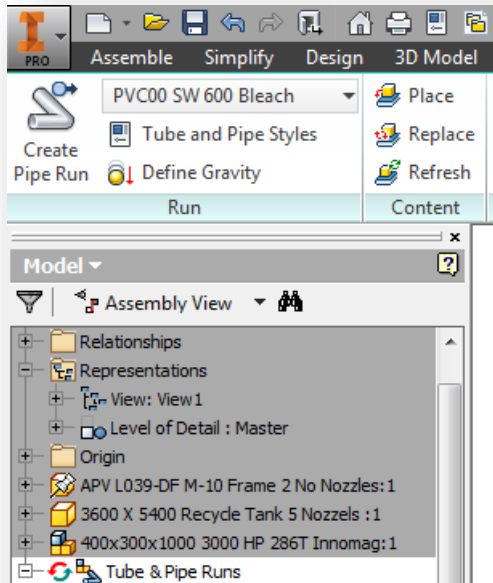 PRO
Assemble Simplify Design 3D Model
PVC00 SW 600 Bleach
Tube and Pipe Styles
Define Gravity
Create
Pipe Run
Run
Place
Replace
Refresh
Content
Model
Assembly View
Relationships
Representations
View: View1
Level of Detail : Master
Origin
APV L039-DF M-10 Frame 2 No Nozzles:1
3600 X 5400 Recycle Tank 5 Nozzels :1
400x300x1000 3000 HP 286T Innomag:1
Tube & Pipe Runs